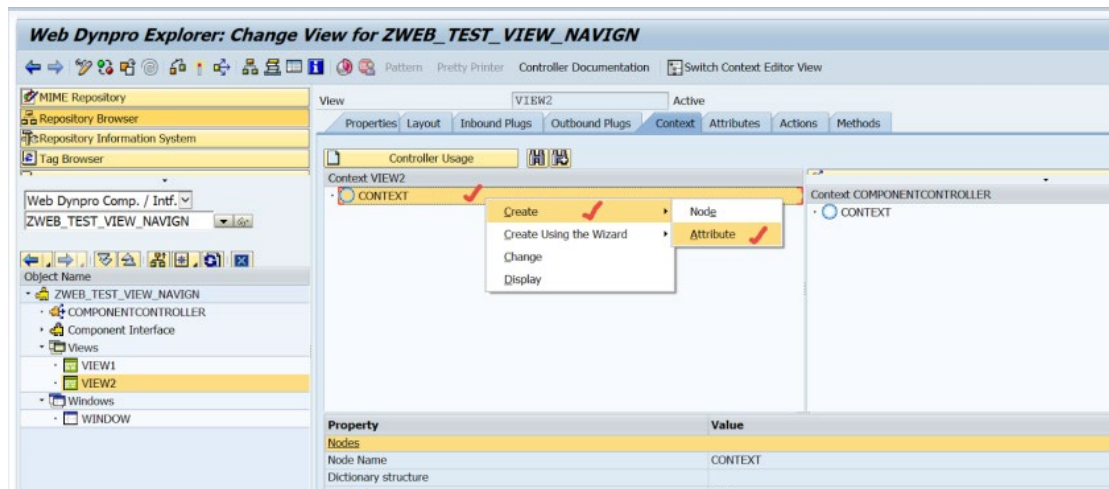 Web Dynpro Explorer: Change View for ZWEB_TEST_VIEW_NAVIGN
Pattern Pretty Printer Controller Documentation Switch Context Editor View
MIME Repository
Repository Browser
Repository Information System
Tag Browser
Web Dynpro Comp. / Intf.
ZWEB_TEST_VIEW_NAVIGN
Object Name
ZWEB_TEST_VIEW_NAVIGN
COMPONENTCONTROLLER
Component Interface
Views
VIEW1
VIEW2
Windows
WINDOW
View VIEW2 Active
Properties Layout Inbound Plugs Outbound Plugs Context Attributes Actions Methods
Controller Usage
Context VIEW2
CONTEXT
Create
Create Using the Wizard
Change
Display
Node
Attribute
Context COMPONENTCONTROLLER
CONTEXT
Property Value
Nodes
Node Name CONTEXT
Dictionary structure